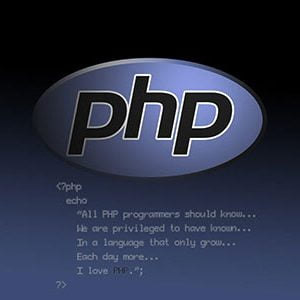 php
<?php
echo
"All PHP programmers should know...
We are privileged to have known...
In a language that only grow...
Each day more...
I love PHP.";
?>